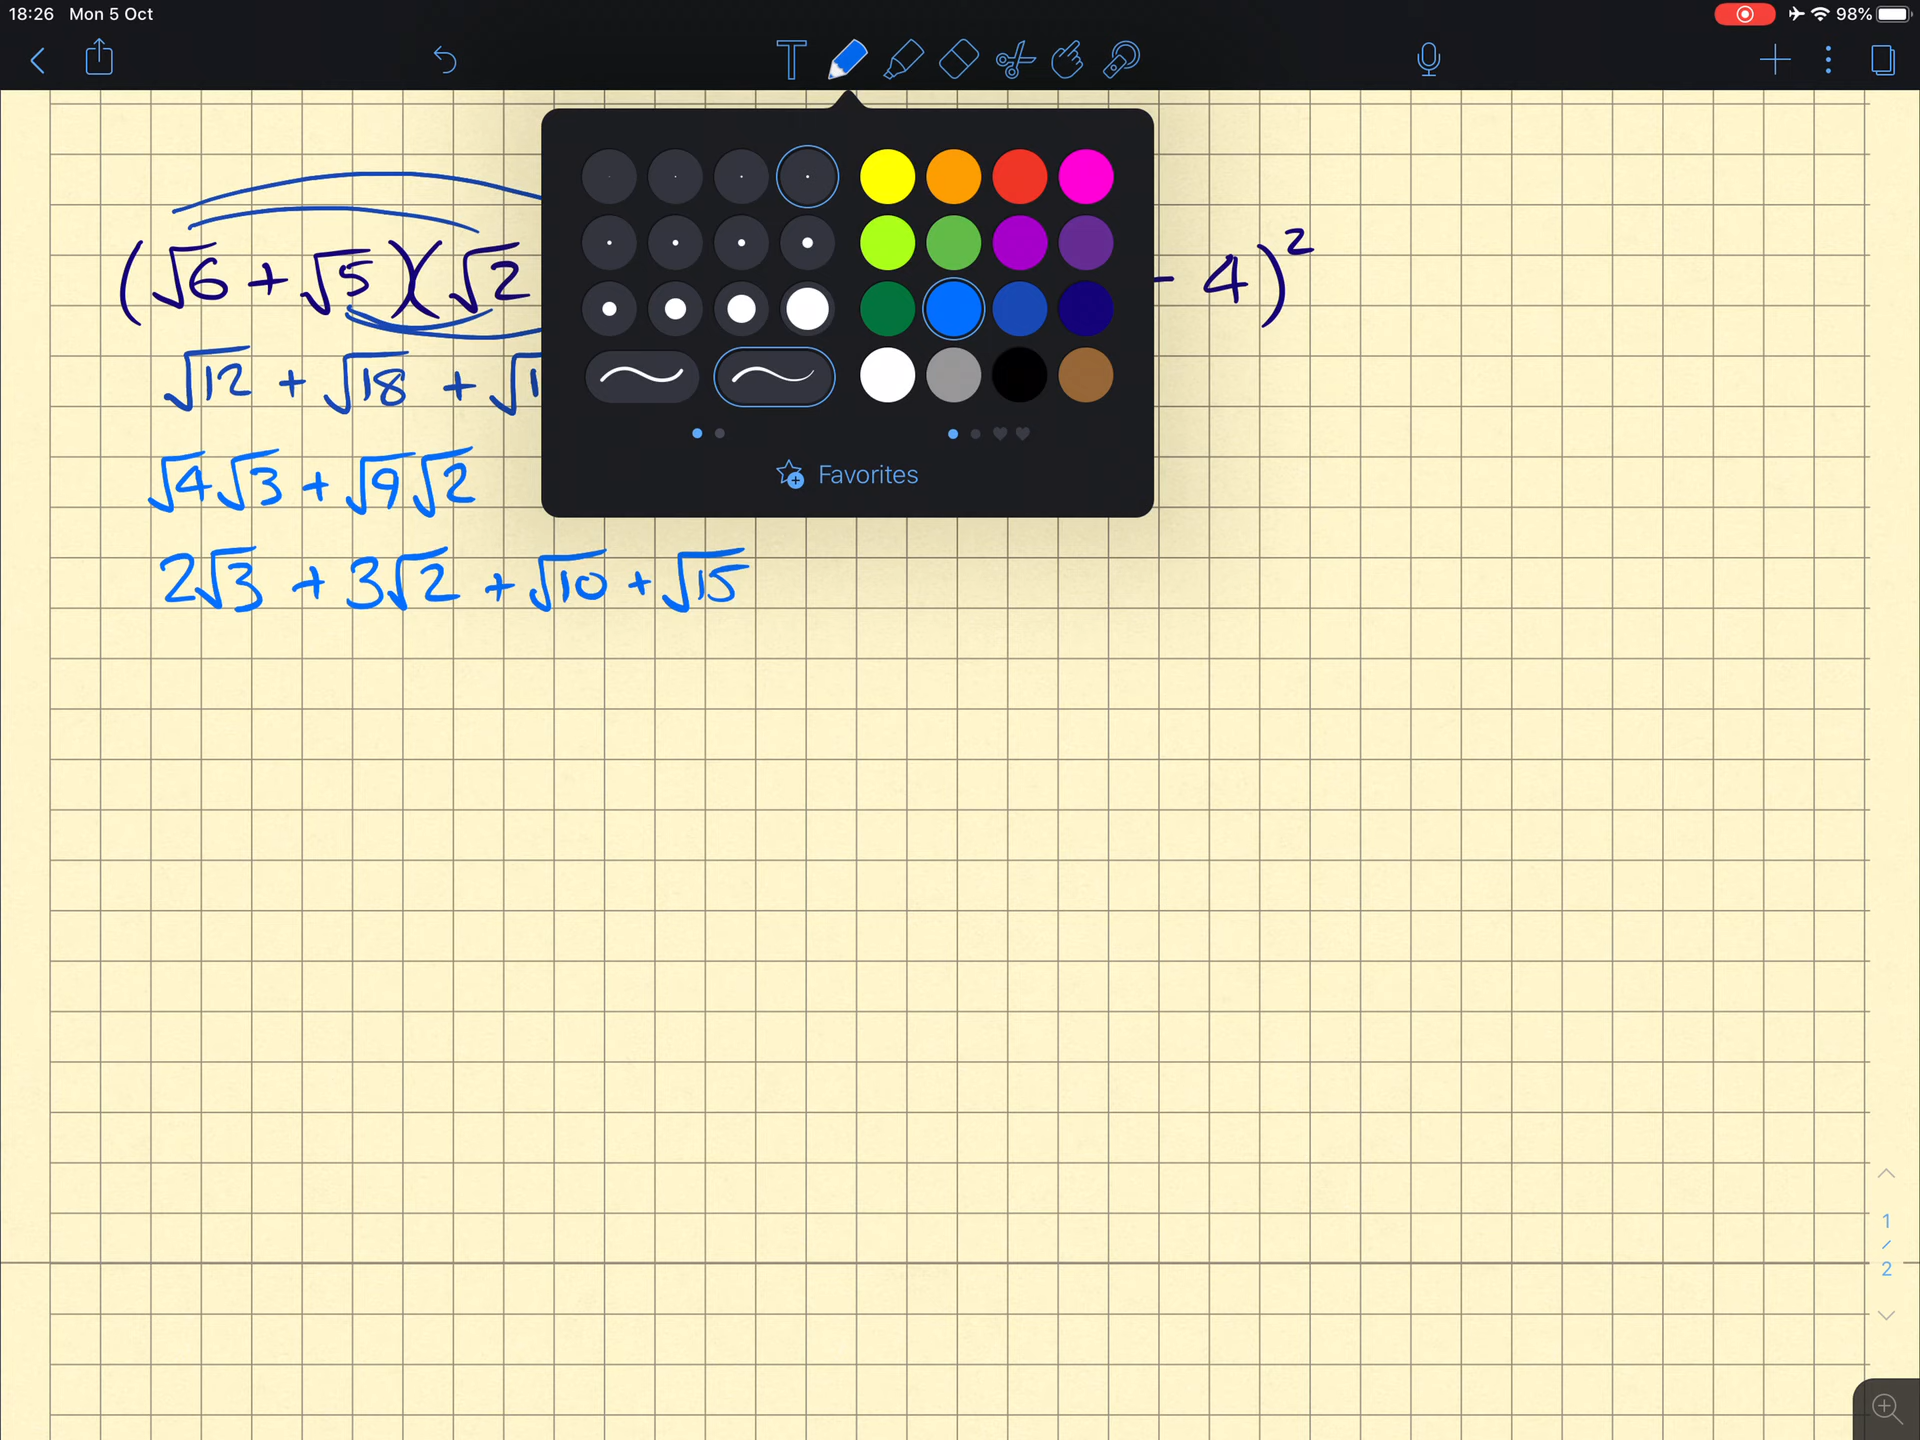 18:26 Mon 5 Oct 98%
(√6 + √5)(√2 - 4)²
√12 + √18 + √1
√4√3 + √9√2
Favorites
2√3 + 3√2 + √10 +√15
1
2